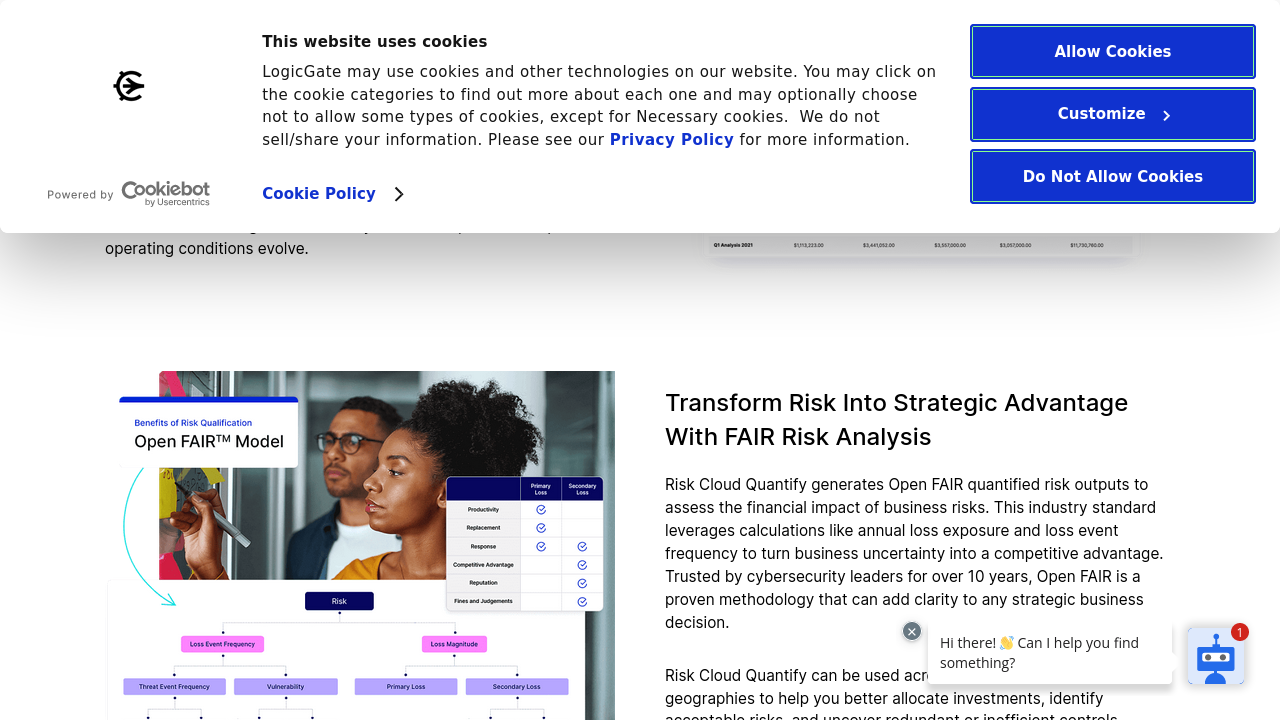 This website uses cookies
LogicGate may use cookies and other technologies on our website. You may click on
the cookie categories to find out more about each one and may optionally choose
not to allow some types of cookies, except for Necessary cookies.  We do not
sell/share your information. Please see our Privacy Policy for more information.
Powered by Cookiebot
by Usercentrics
Cookie Policy
Allow Cookies
Customize
Do Not Allow Cookies
operating conditions evolve.
Q1 Analysis 2021 $1,113,223.00 $3,441,052.00 $3,557,000.00 $3,057,000.00 $11,730,760.00
Benefits of Risk Qualification
Open FAIR™ Model
Primary Loss Secondary Loss
Productivity
Replacement
Response
Competitive Advantage
Reputation
Fines and Judgements
Risk
Loss Event Frequency Loss Magnitude
Threat Event Frequency Vulnerability Primary Loss Secondary Loss
Transform Risk Into Strategic Advantage
With FAIR Risk Analysis
Risk Cloud Quantify generates Open FAIR quantified risk outputs to
assess the financial impact of business risks. This industry standard
leverages calculations like annual loss exposure and loss event
frequency to turn business uncertainty into a competitive advantage.
Trusted by cybersecurity leaders for over 10 years, Open FAIR is a
proven methodology that can add clarity to any strategic business
decision.
Risk Cloud Quantify can be used
geographies to help you better allocate investments, identify
acceptable risks, and uncover redundant or inefficient controls
Hi there! 👋 Can I help you find
something?
1